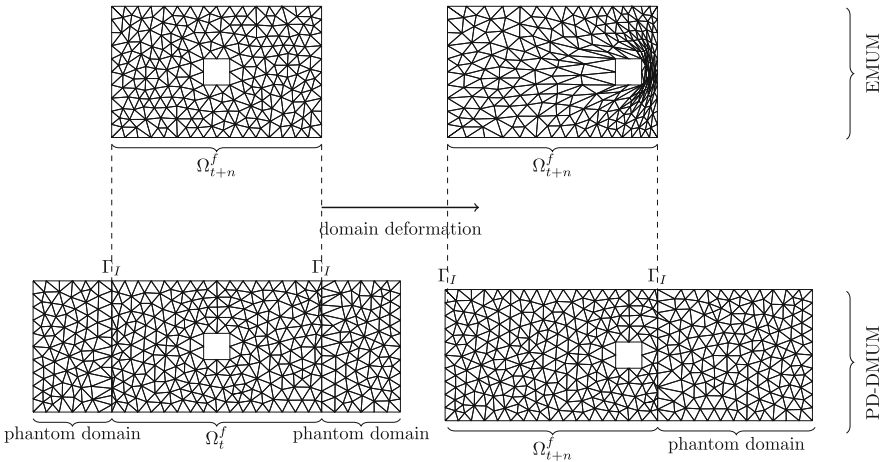 EMUM
Ω^f_{t+n}
Ω^f_{t+n}
domain deformation
Γ_I
Γ_I
Γ_I
Γ_I
PD-DMUM
phantom domain
Ω^f_t
phantom domain
Ω^f_{t+n}
phantom domain